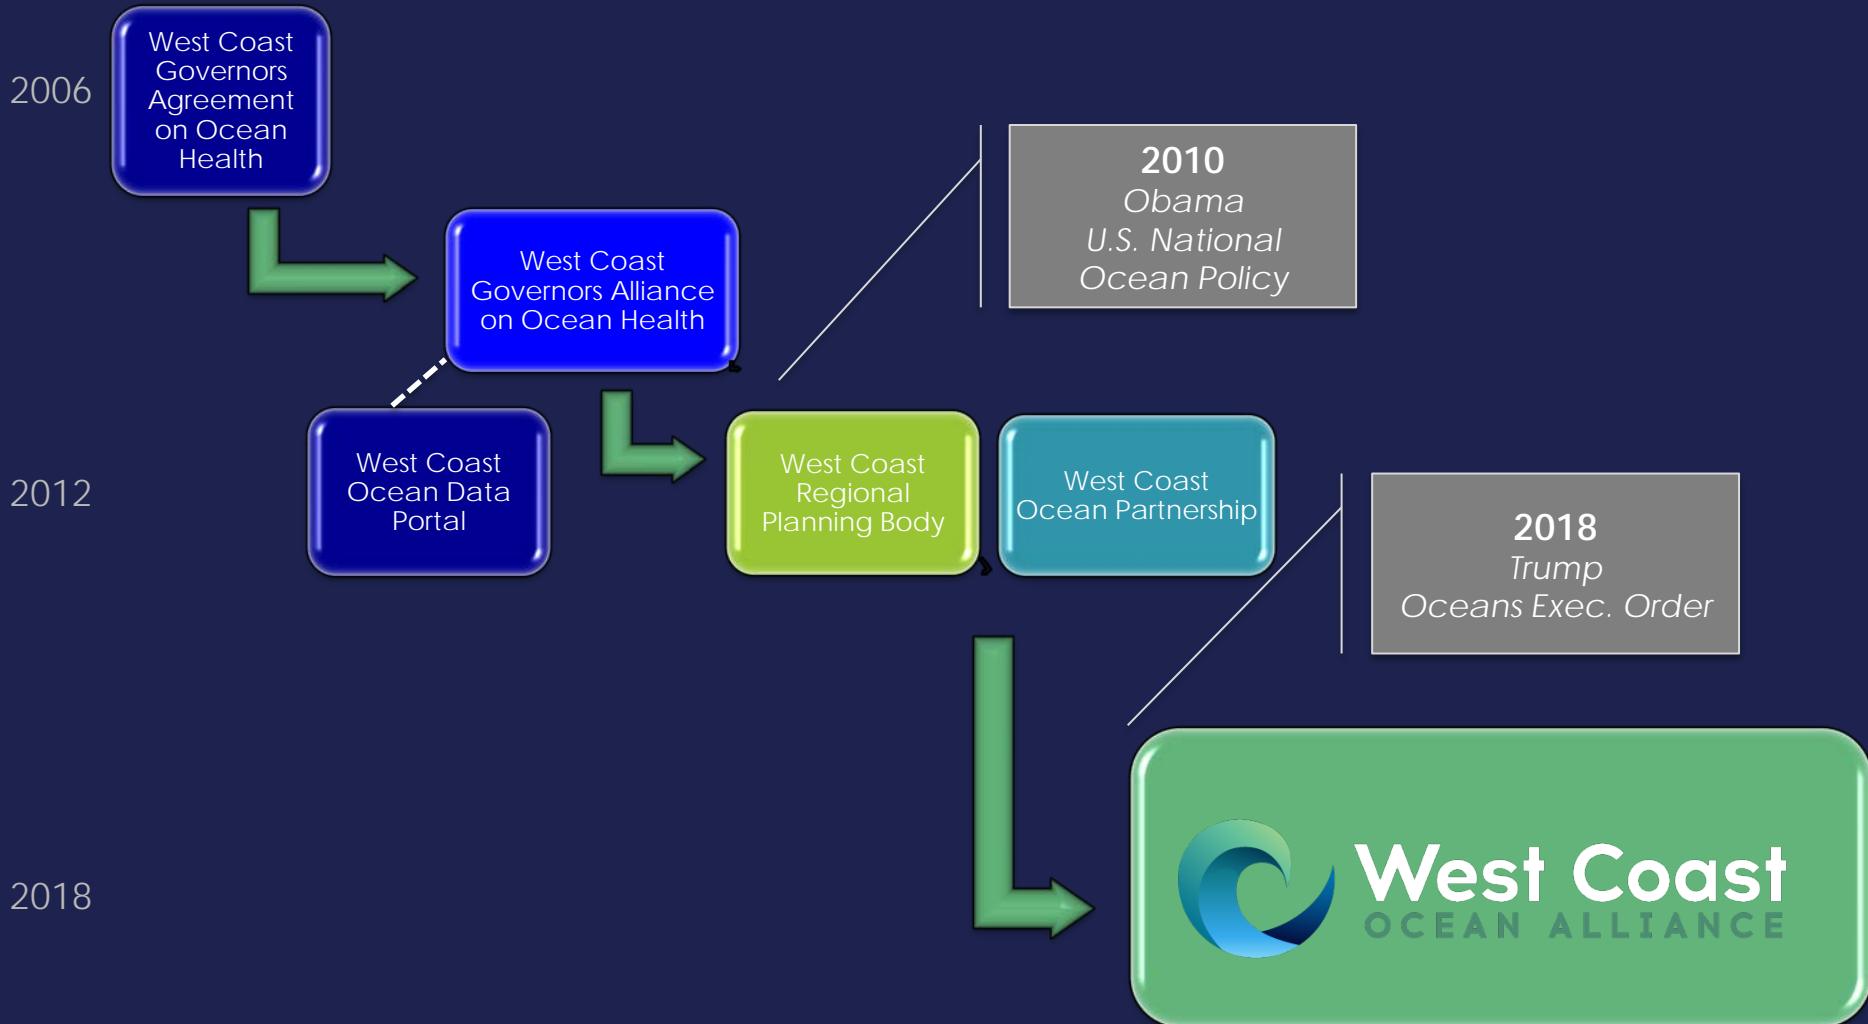 2006
West Coast
Governors
Agreement
on Ocean
Health
2010
Obama
U.S. National
Ocean Policy
West Coast
Governors Alliance
on Ocean Health
2012
West Coast
Ocean Data
Portal
West Coast
Regional
Planning Body
West Coast
Ocean Partnership
2018
Trump
Oceans Exec. Order
2018
West Coast
OCEAN ALLIANCE